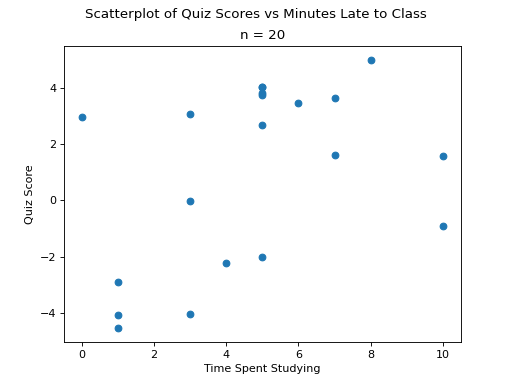 Scatterplot of Quiz Scores vs Minutes Late to Class
n = 20
4
2
0
−2
−4
Quiz Score
0 2 4 6 8 10
Time Spent Studying